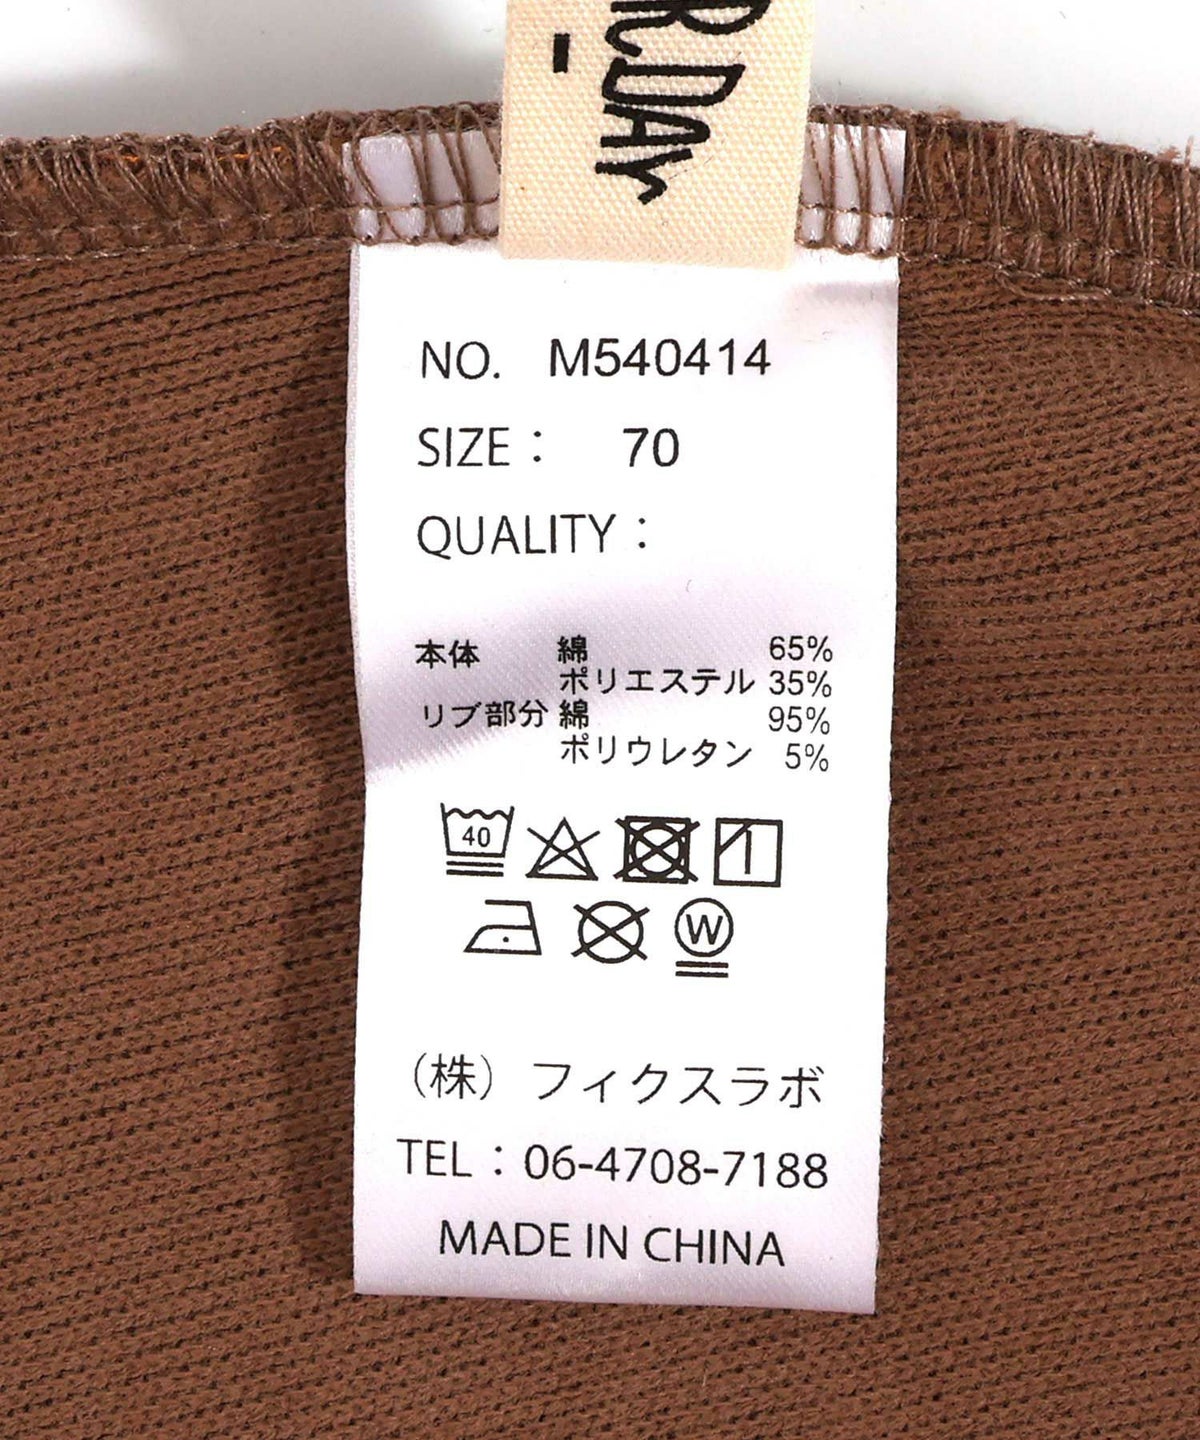 R.DAY
NO. M540414
SIZE： 70
QUALITY：
本体 綿 65%
ポリエステル 35%
リブ部分 綿 95%
ポリウレタン 5%
40
W
（株）フィクスラボ
TEL：06-4708-7188
MADE IN CHINA